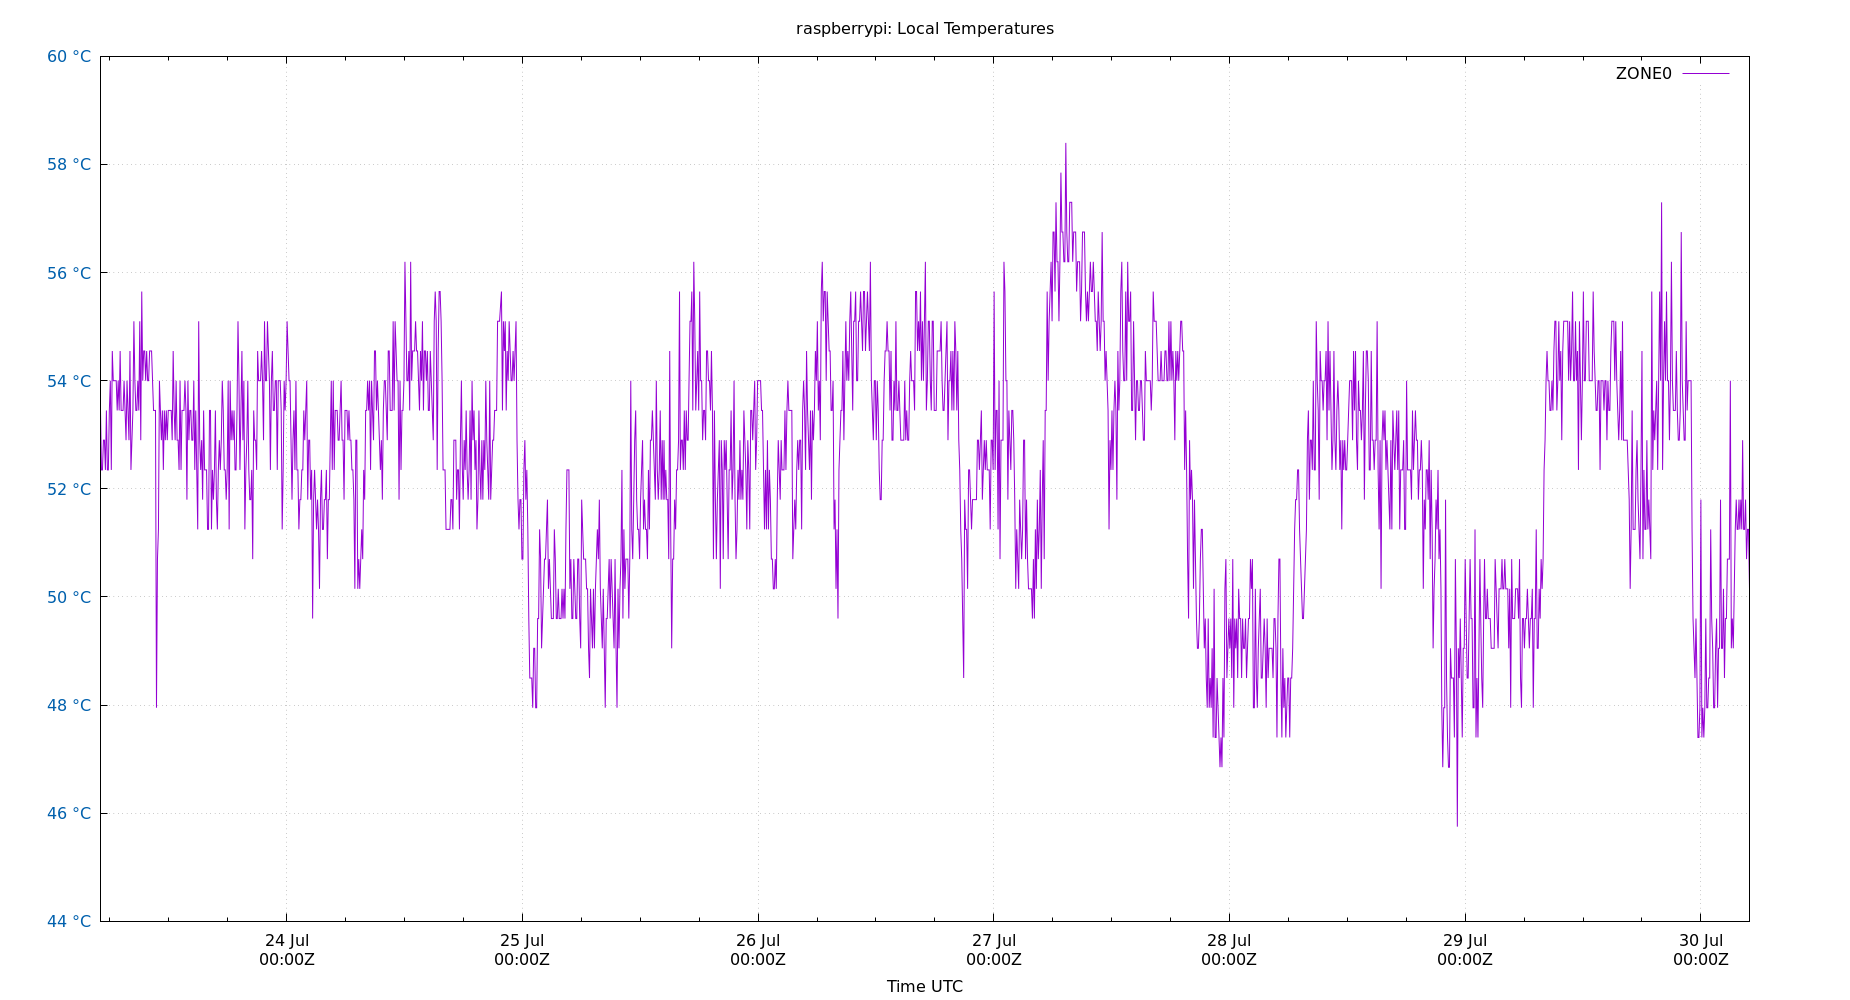 raspberrypi: Local Temperatures
60 °C
ZONE0
58 °C
56 °C
54 °C
52 °C
50 °C
48 °C
46 °C
44 °C
24 Jul 25 Jul 26 Jul 27 Jul 28 Jul 29 Jul 30 Jul
00:00Z 00:00Z 00:00Z 00:00Z 00:00Z 00:00Z 00:00Z
Time UTC